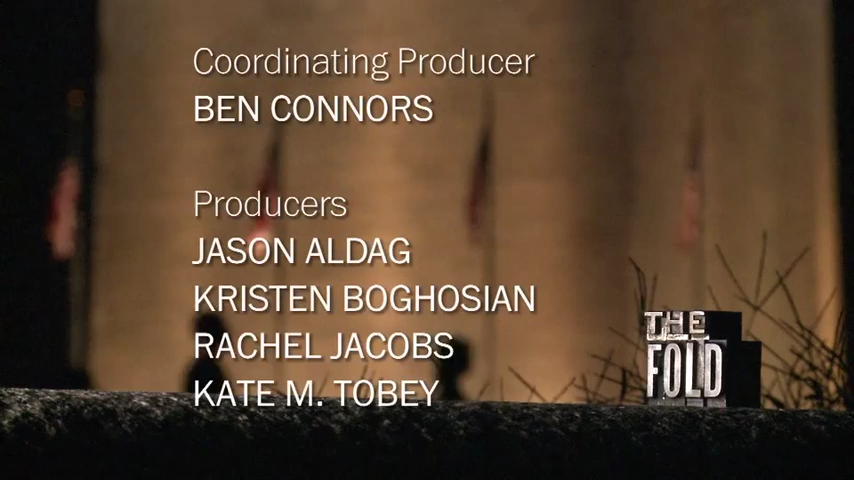 Coordinating Producer
BEN CONNORS
Producers
JASON ALDAG
KRISTEN BOGHOSIAN
RACHEL JACOBS
KATE M. TOBEY
THE
FOLD